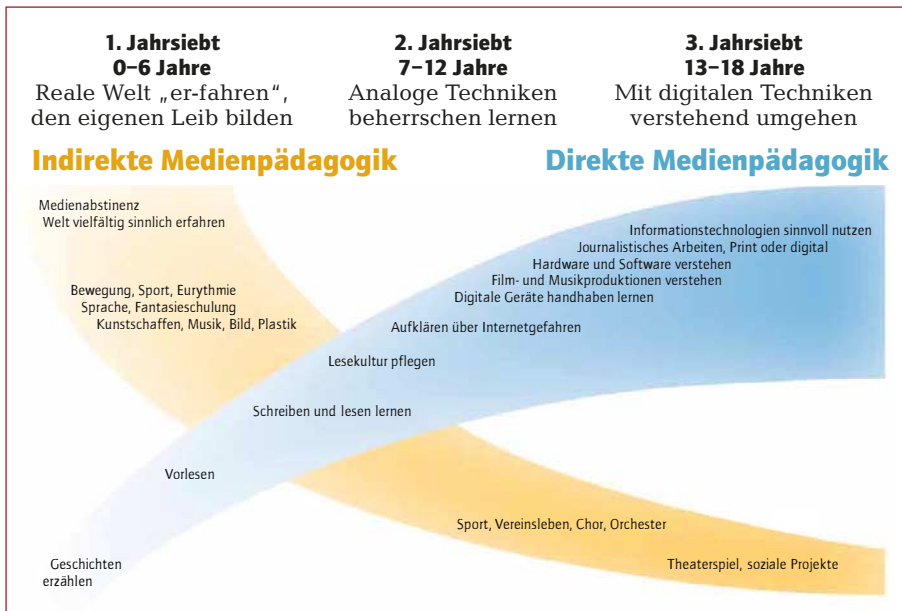 1. Jahrsiebt
0–6 Jahre
Reale Welt „er-fahren“,
den eigenen Leib bilden
2. Jahrsiebt
7–12 Jahre
Analoge Techniken
beherrschen lernen
3. Jahrsiebt
13–18 Jahre
Mit digitalen Techniken
verstehend umgehen
Indirekte Medienpädagogik
Direkte Medienpädagogik
Medienabstinenz
Welt vielfältig sinnlich erfahren
Informationstechnologien sinnvoll nutzen
Journalistisches Arbeiten, Print oder digital
Hardware und Software verstehen
Film- und Musikproduktionen verstehen
Digitale Geräte handhaben lernen
Bewegung, Sport, Eurythmie
Sprache, Fantasieschulung
Kunstschaffen, Musik, Bild, Plastik
Aufklären über Internetgefahren
Lesekultur pflegen
Schreiben und lesen lernen
Vorlesen
Sport, Vereinsleben, Chor, Orchester
Geschichten
erzählen
Theaterspiel, soziale Projekte